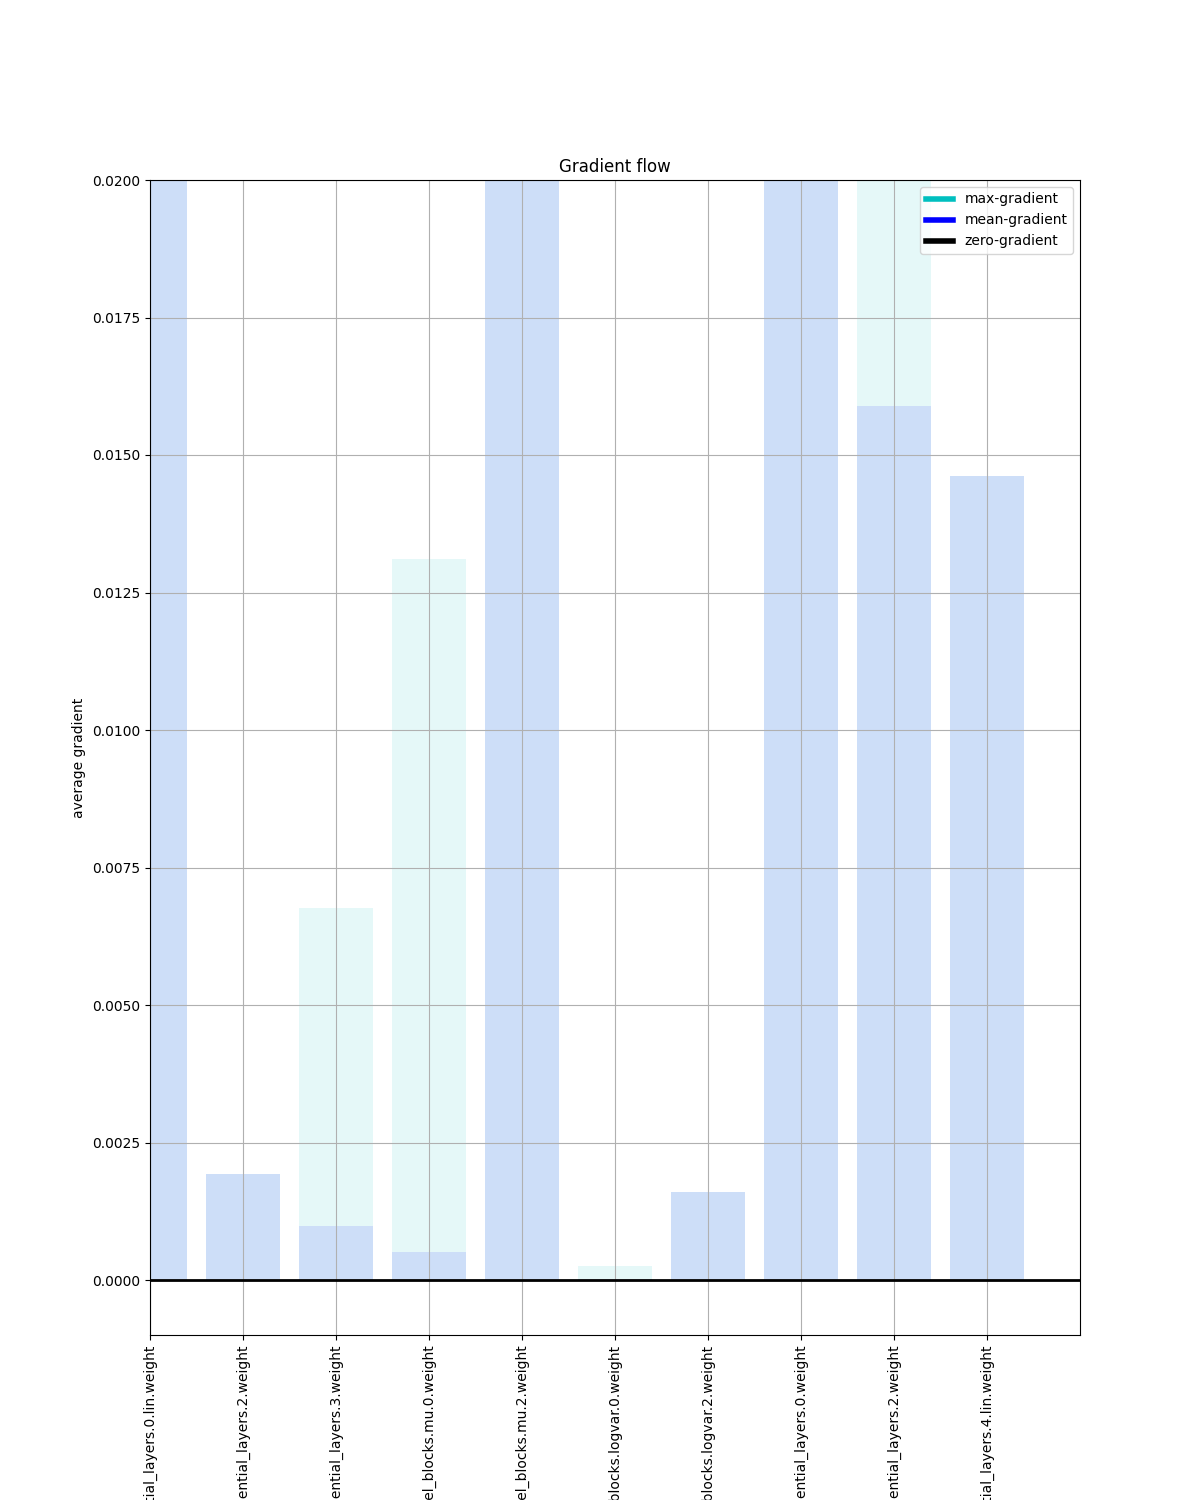 Gradient flow
max-gradient
mean-gradient
zero-gradient
0.0200
0.0175
0.0150
0.0125
0.0100
0.0075
0.0050
0.0025
0.0000
average gradient
tial_layers.0.lin.weight
ential_layers.2.weight
ential_layers.3.weight
el_blocks.mu.0.weight
el_blocks.mu.2.weight
blocks.logvar.0.weight
blocks.logvar.2.weight
ential_layers.0.weight
ential_layers.2.weight
tial_layers.4.lin.weight